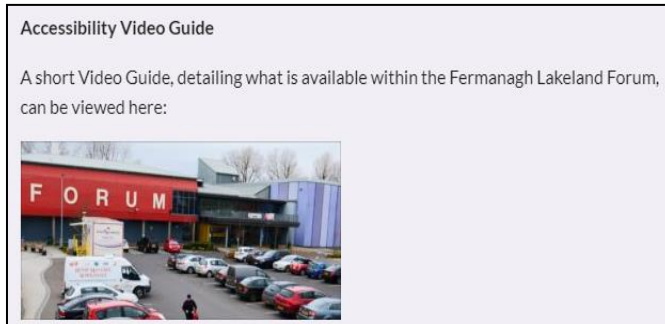 Accessibility Video Guide
A short Video Guide, detailing what is available within the Fermanagh Lakeland Forum,
can be viewed here:
FORUM